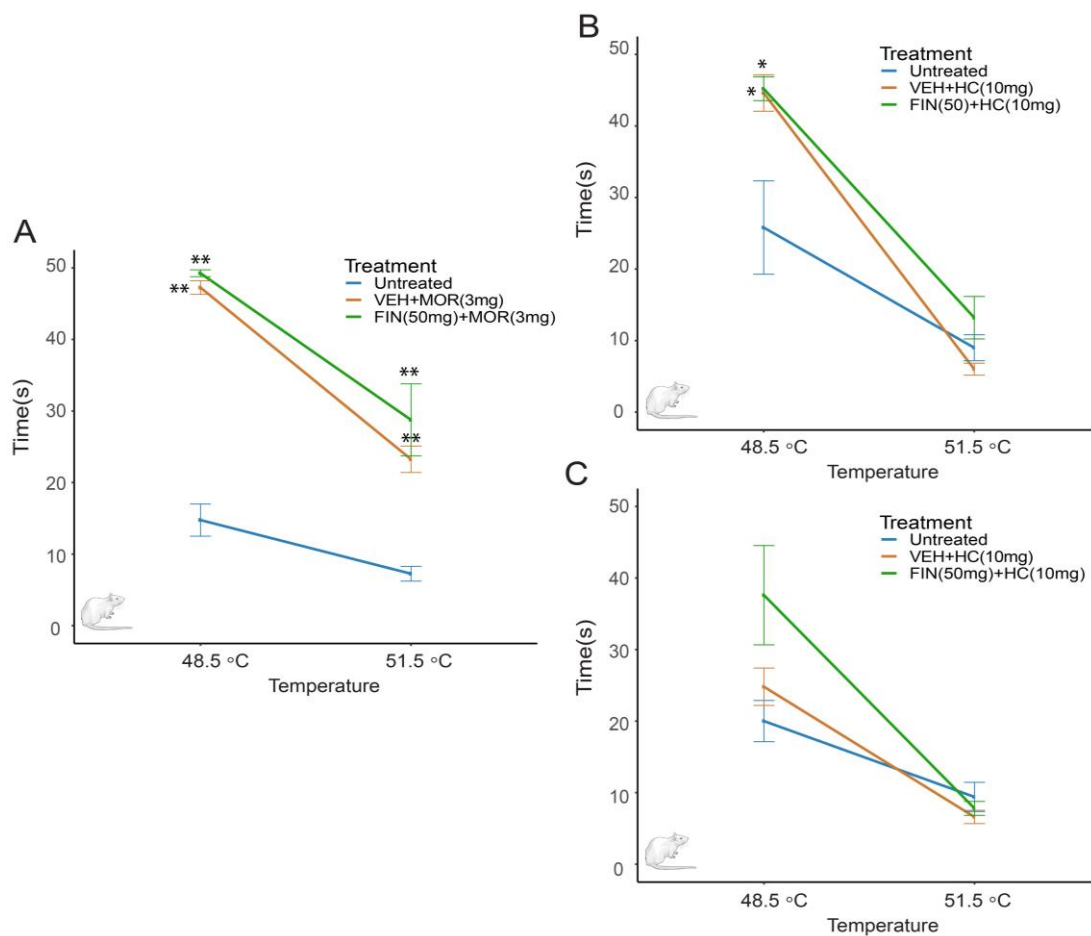 A
Time(s)
50
40
30
20
10
0
**
**
**
**
Treatment
Untreated
VEH+MOR(3mg)
FIN(50mg)+MOR(3mg)
48.5 °C
51.5 °C
Temperature
B
Time(s)
50
40
30
20
10
0
*
*
Treatment
Untreated
VEH+HC(10mg)
FIN(50)+HC(10mg)
48.5 °C
51.5 °C
Temperature
C
Time(s)
50
40
30
20
10
0
Treatment
Untreated
VEH+HC(10mg)
FIN(50mg)+HC(10mg)
48.5 °C
51.5 °C
Temperature